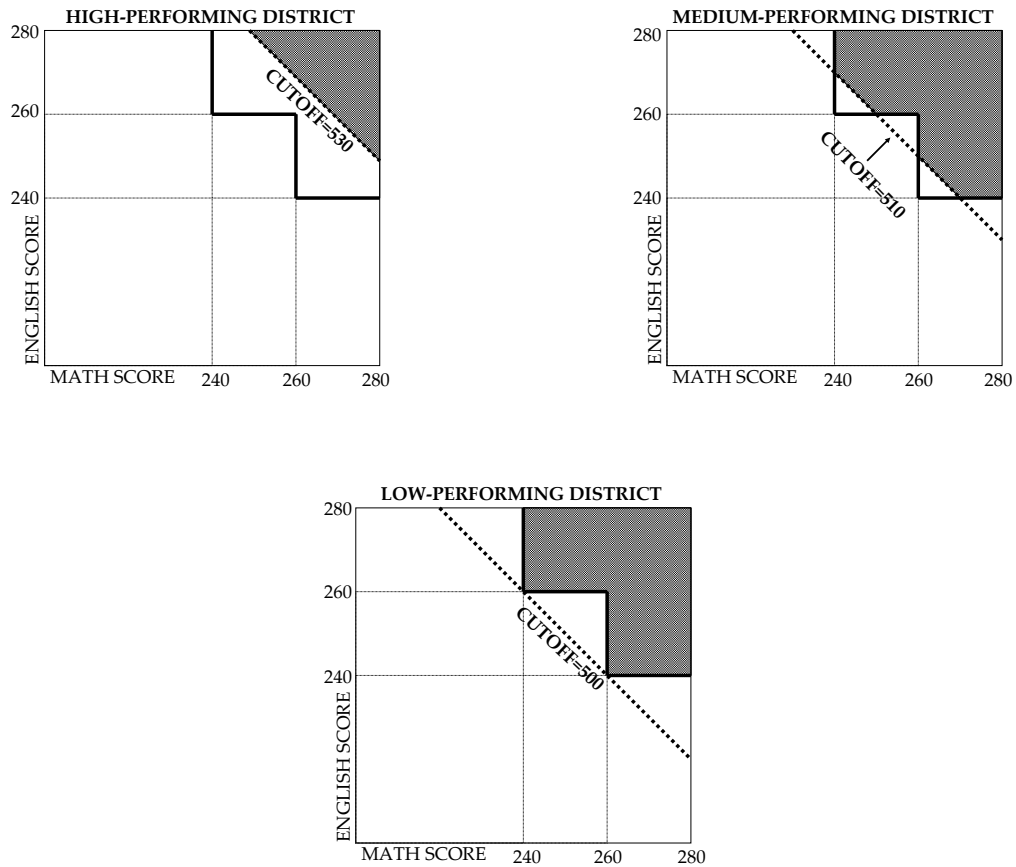 HIGH-PERFORMING DISTRICT
280
260
240
ENGLISH SCORE
CUTOFF=530
MATH SCORE
240
260
280
MEDIUM-PERFORMING DISTRICT
280
260
240
ENGLISH SCORE
CUTOFF=510
MATH SCORE
240
260
280
LOW-PERFORMING DISTRICT
280
260
240
ENGLISH SCORE
CUTOFF=500
MATH SCORE
240
260
280